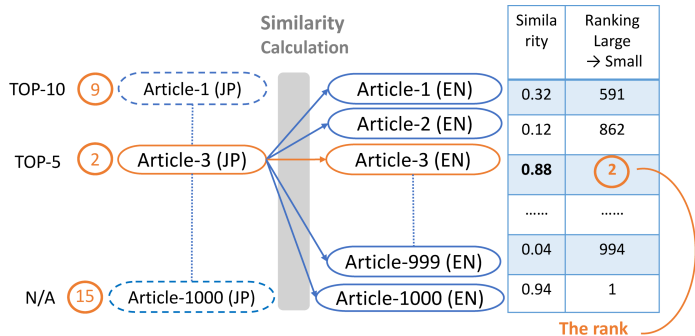 Similarity
Calculation
Simila
rity
Ranking
Large
→ Small
TOP-10 9 Article-1 (JP) Article-1 (EN) 0.32 591
Article-2 (EN) 0.12 862
TOP-5 2 Article-3 (JP) Article-3 (EN) 0.88 2
...... ......
Article-999 (EN) 0.04 994
N/A 15 Article-1000 (JP) Article-1000 (EN) 0.94 1
The rank